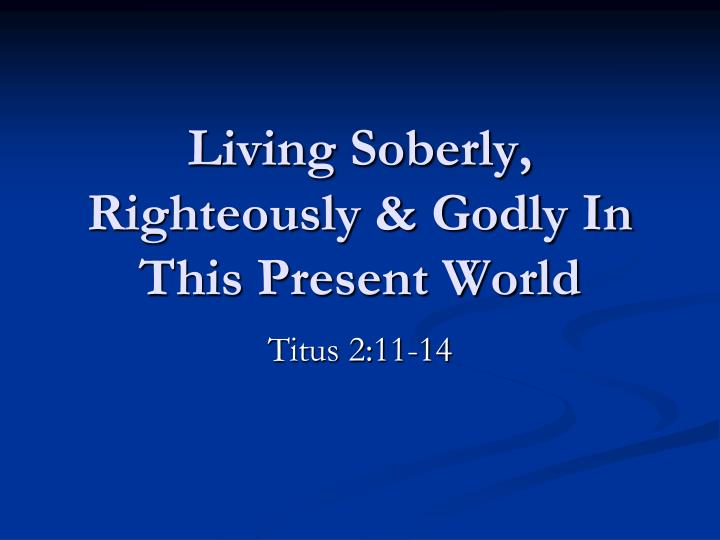 Living Soberly,
Righteously & Godly In
This Present World
Titus 2:11-14